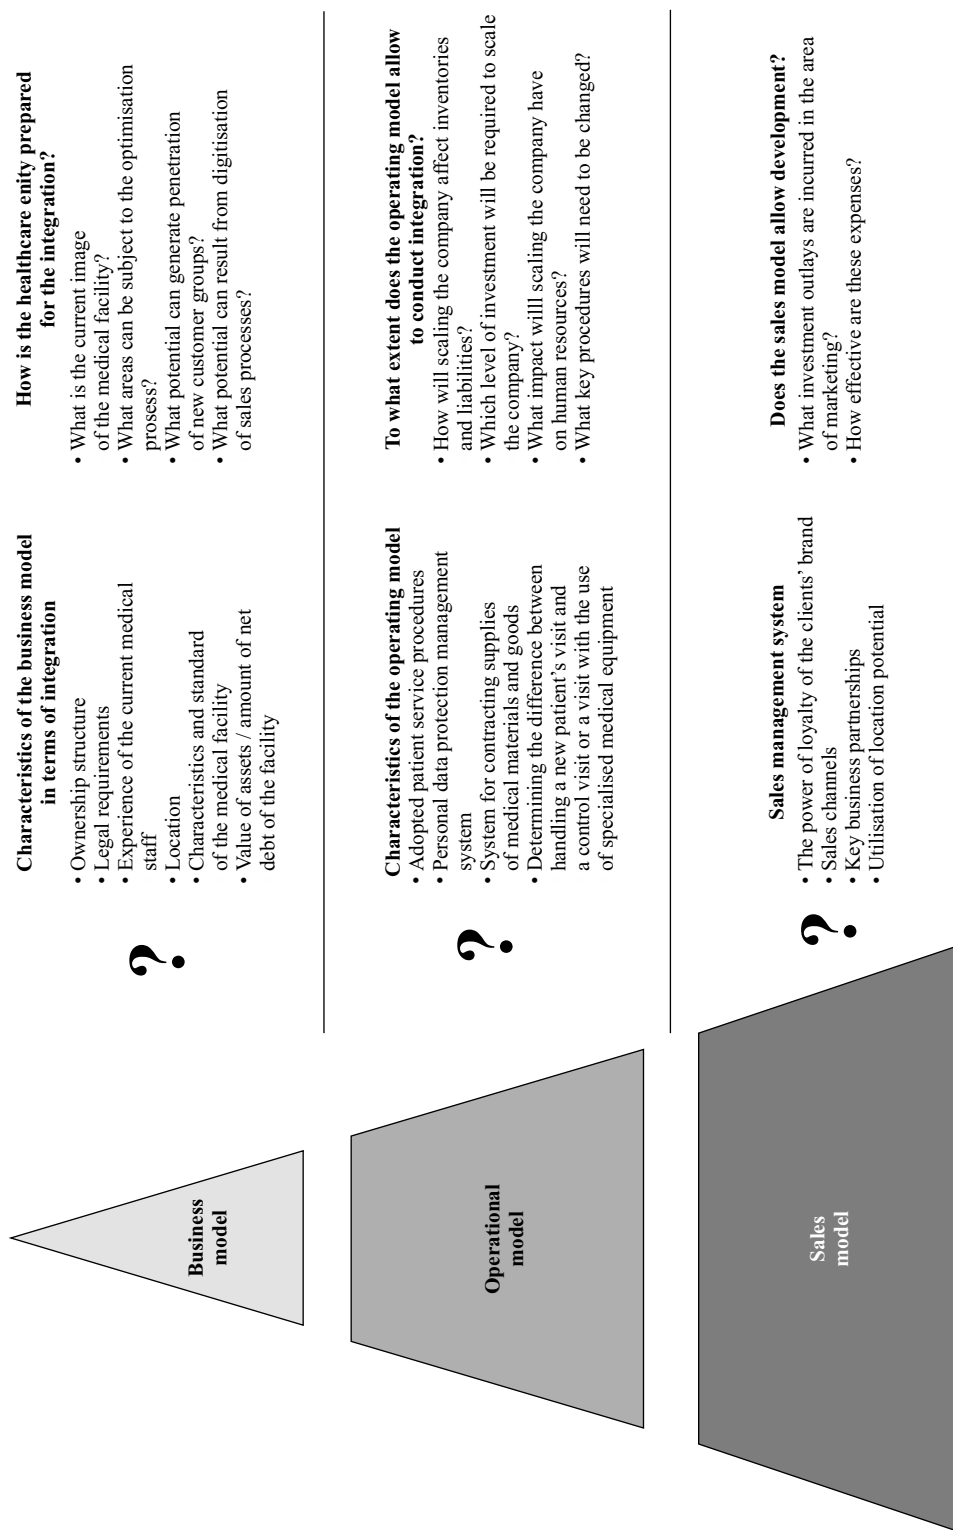 Business
model
?
Characteristics of the business model
in terms of integration
• Ownership structure
• Legal requirements
• Experience of the current medical
staff
• Location
• Characteristics and standard
of the medical facility
• Value of assets / amount of net
debt of the facility
How is the healthcare enity prepared
for the integration?
• What is the current image
of the medical facility?
• What areas can be subject to the optimisation
prosess?
• What potential can generate penetration
of new customer groups?
• What potential can result from digitisation
of sales processes?
Operational
model
?
Characteristics of the operating model
• Adopted patient service procedures
• Personal data protection management
system
• System for contracting supplies
of medical materials and goods
• Determining the difference between
handling a new patient’s visit and
a control visit or a visit with the use
of specialised medical equipment
To what extent does the operating model allow
to conduct integration?
• How will scaling the company affect inventories
and liabilities?
• Which level of investment will be required to scale
the company?
• What impact willl scaling the company have
on human resources?
• What key procedures will need to be changed?
Sales
model
?
Sales management system
• The power of loyalty of the clients’ brand
• Sales channels
• Key business partnerships
• Utilisation of location potential
Does the sales model allow development?
• What investment outlays are incurred in the area
of marketing?
• How effective are these expenses?